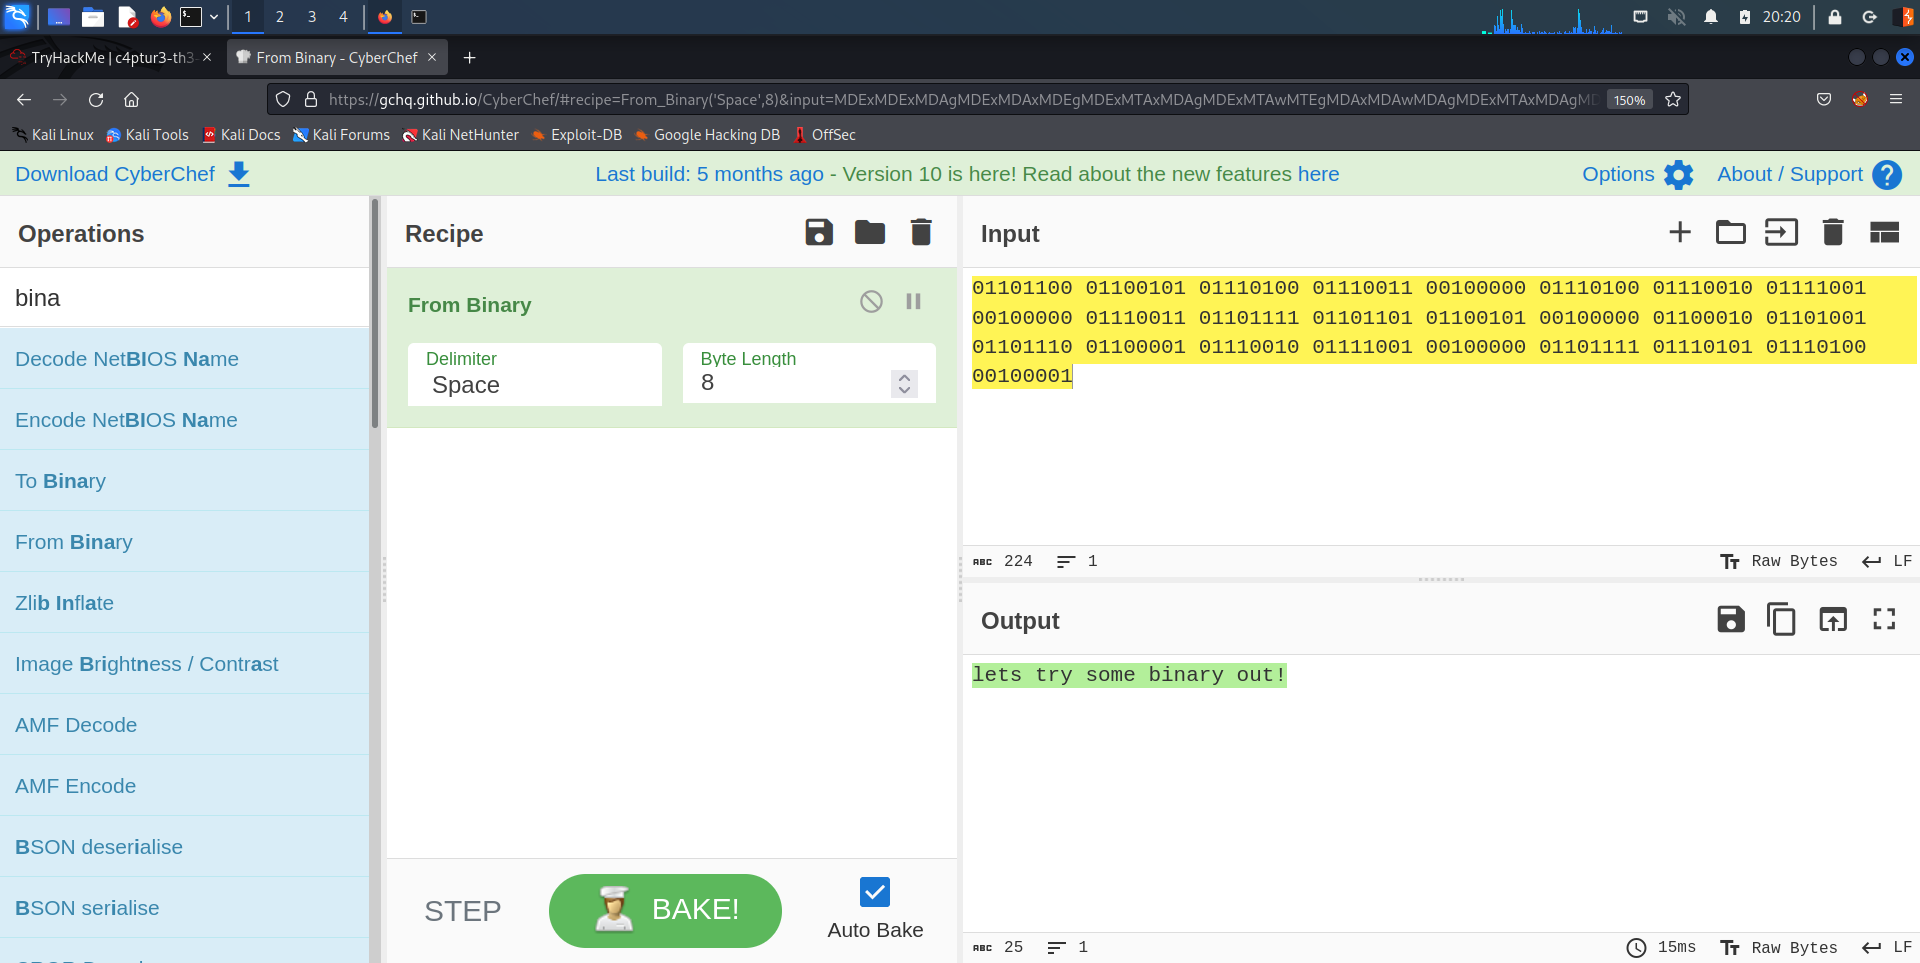 1 2 3 4 20:20
TryHackMe | c4ptur3-th3- From Binary - CyberChef
https://gchq.github.io/CyberChef/#recipe=From_Binary('Space',8)&input=MDExMDExMDAgMDExMDAxMDEgMDExMTAxMDAgMDExMTAwMTEgMDAxMDAwMDAgMDExMTAxMDAgMD 150%
Kali Linux Kali Tools Kali Docs Kali Forums Kali NetHunter Exploit-DB Google Hacking DB OffSec
Download CyberChef Last build: 5 months ago - Version 10 is here! Read about the new features here Options About / Support
Operations
bina
Decode NetBIOS Name
Encode NetBIOS Name
To Binary
From Binary
Zlib Inflate
Image Brightness / Contrast
AMF Decode
AMF Encode
BSON deserialise
BSON serialise
Recipe
From Binary
Delimiter
Space
Byte Length
8
STEP
BAKE!
Auto Bake
Input
01101100 01100101 01110100 01110011 00100000 01110100 01110010 01111001
00100000 01110011 01101111 01101101 01100101 00100000 01100010 01101001
01101110 01100001 01110010 01111001 00100000 01101111 01110101 01110100
00100001
ABC 224 1 Raw Bytes LF
Output
lets try some binary out!
ABC 25 1 15ms Raw Bytes LF